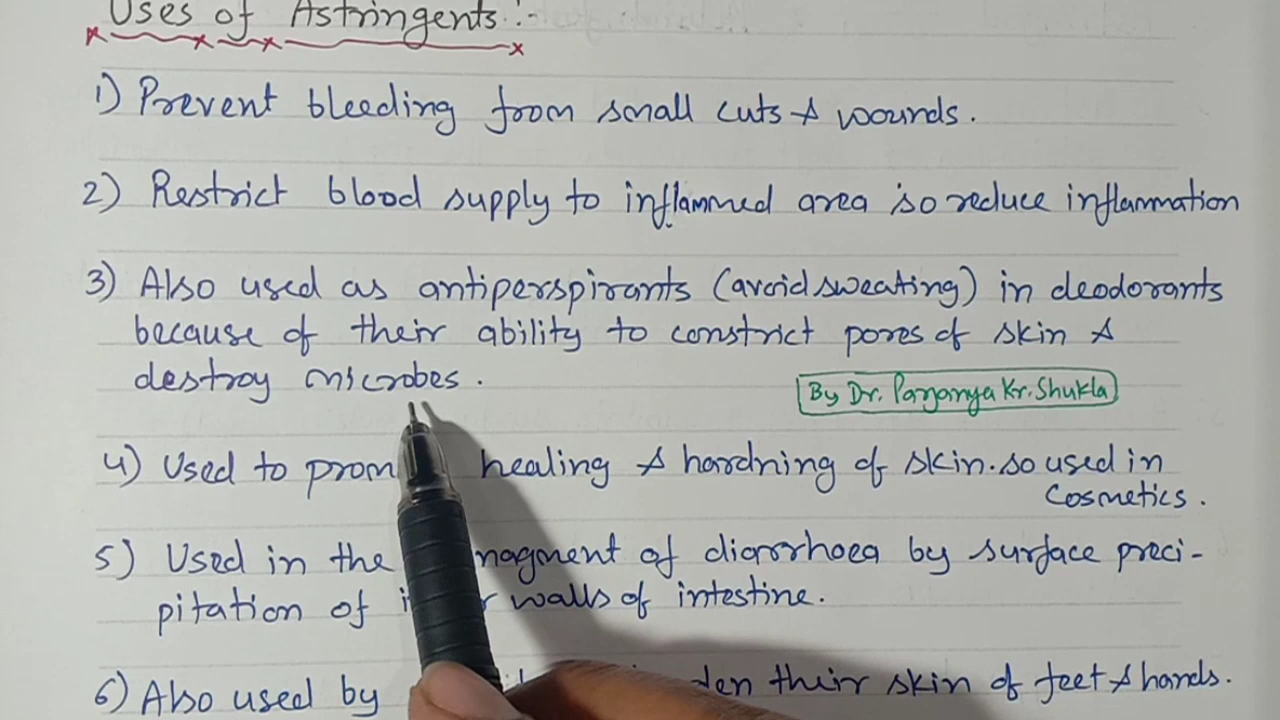 Uses of Astringents :-
1) Prevent bleeding from small cuts & wounds.
2) Restrict blood supply to inflammed area so reduce inflammation
3) Also used as antiperspirants (avoid sweating) in deodorants
because of their ability to constrict pores of skin &
destroy microbes.
By Dr. Parjanya Kr. Shukla
4) Used to prom healing & hardning of skin. so used in
cosmetics.
5) Used in the nagment of diarrhoea by surface preci-
pitation of walls of intestine.
6) Also used by den their skin of feet & hands.